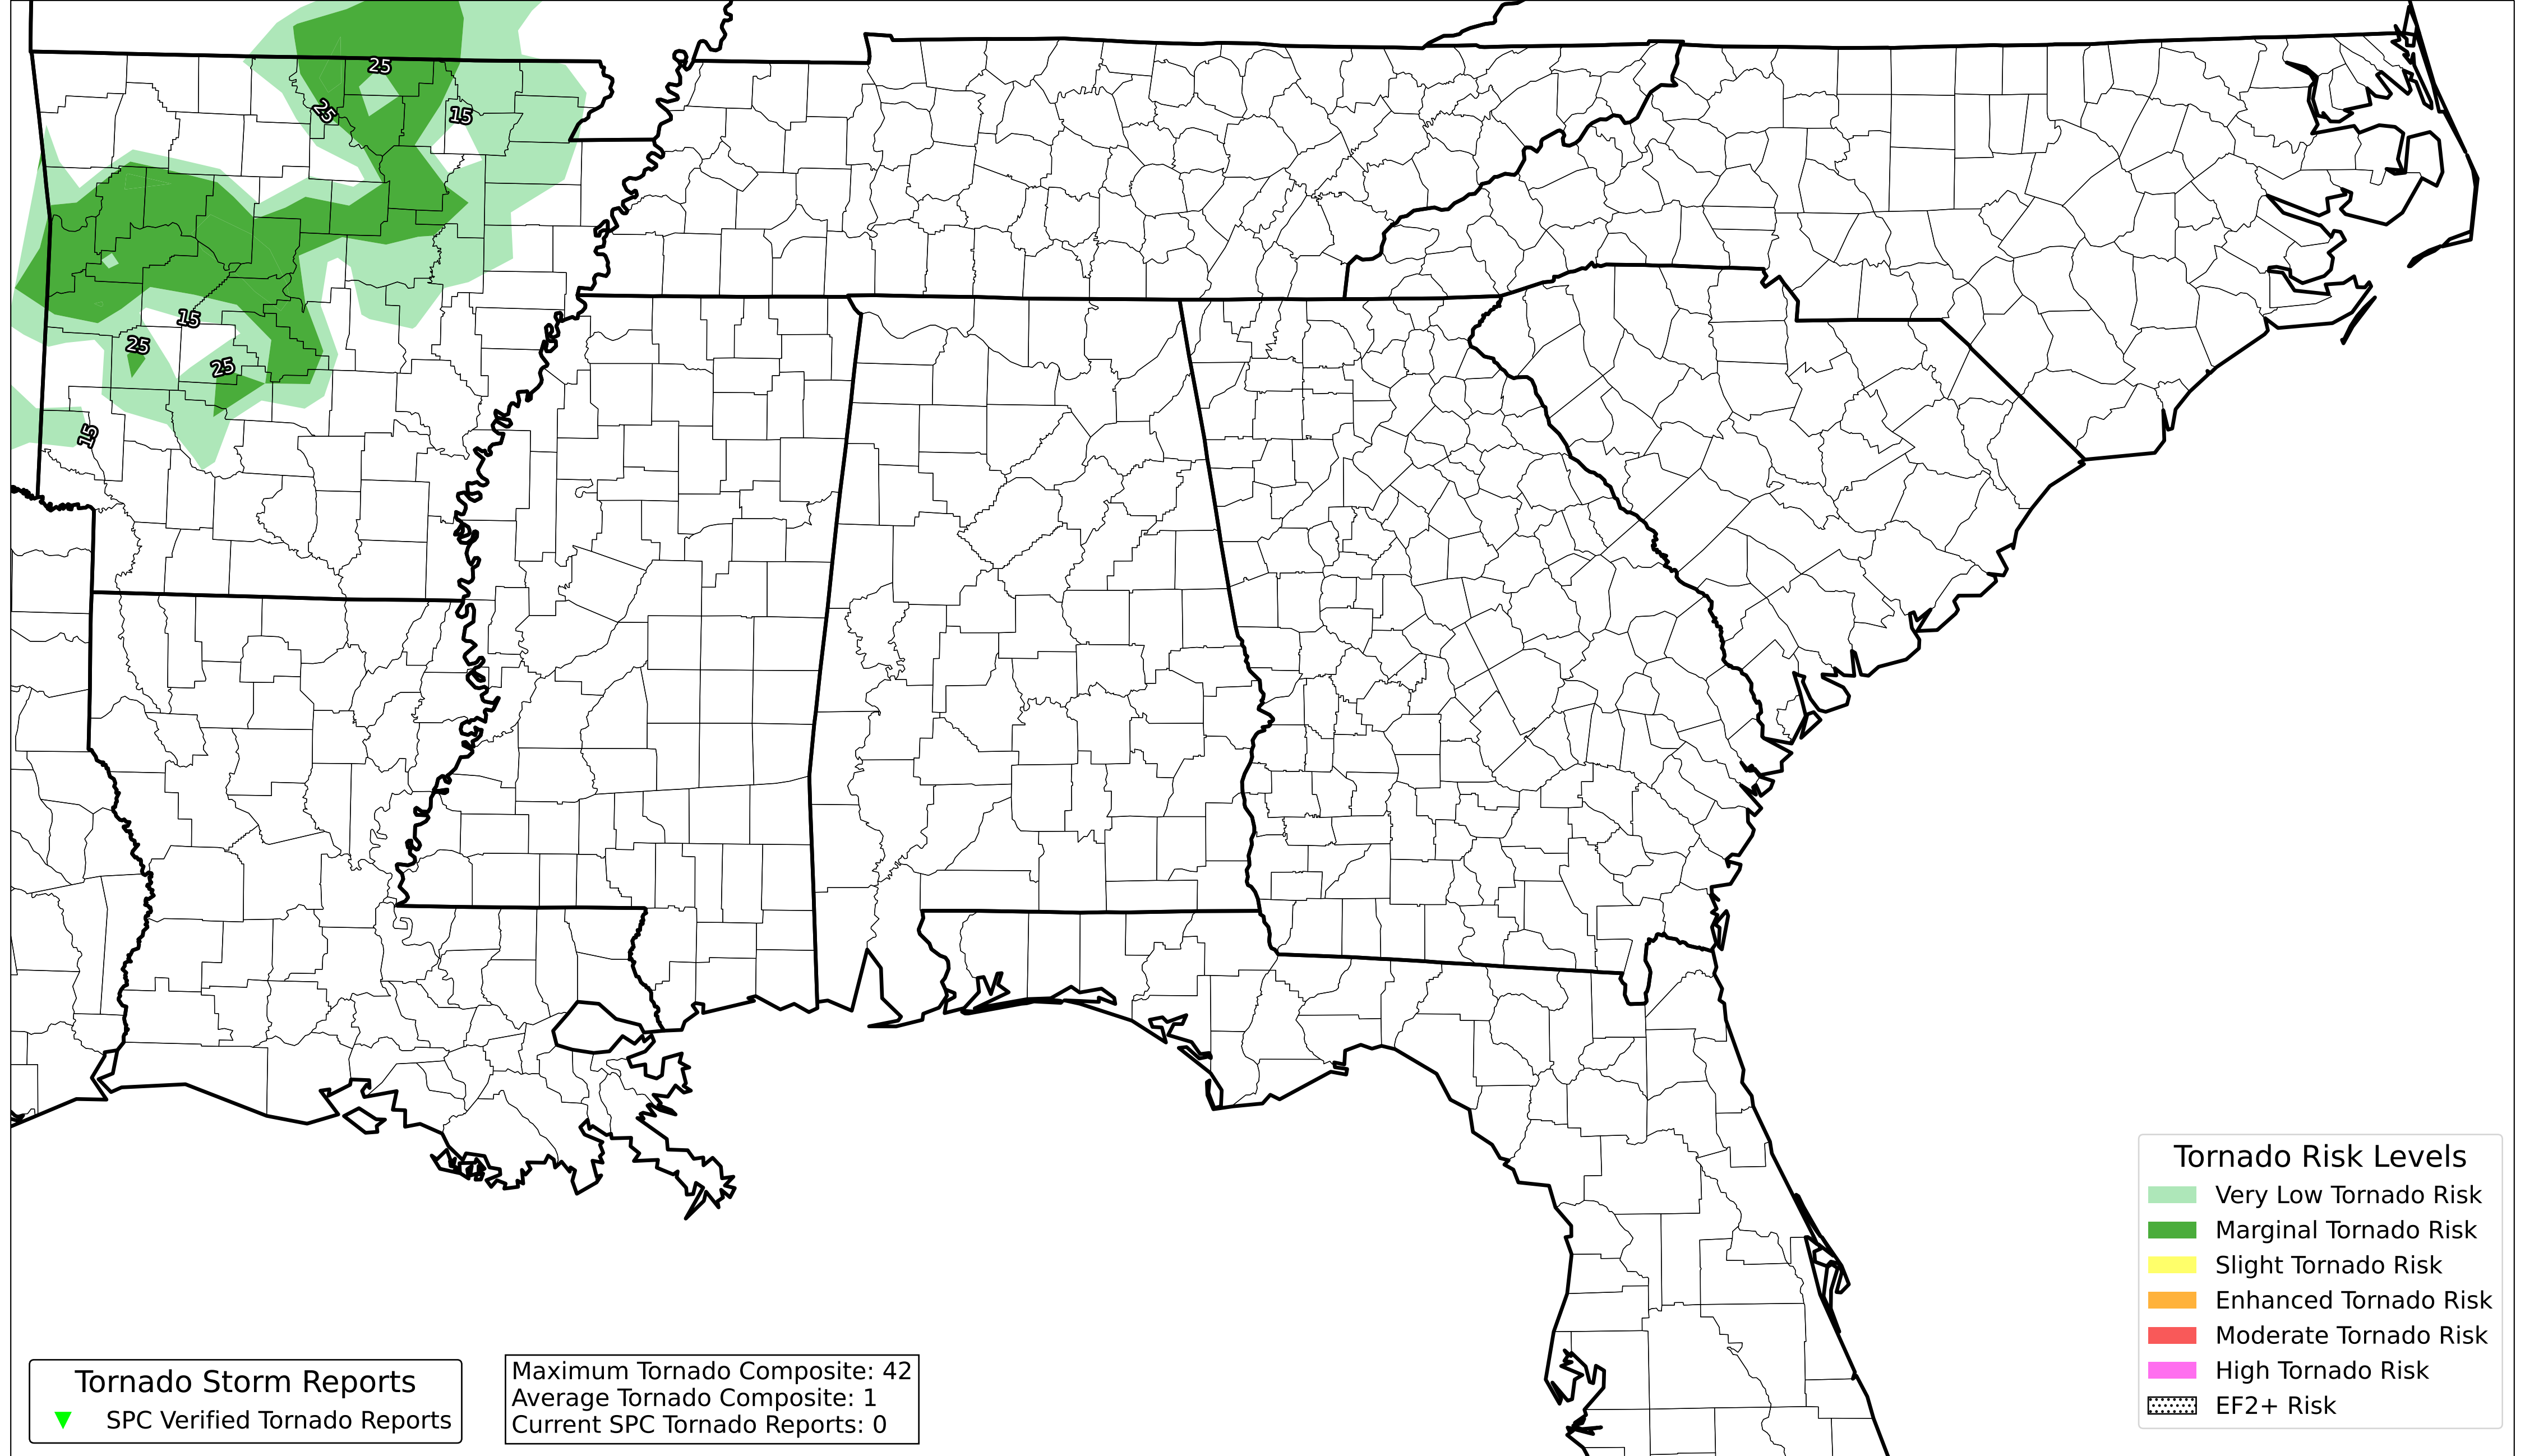 25
25
15
15
25
25
15
Tornado Risk Levels
Very Low Tornado Risk
Marginal Tornado Risk
Slight Tornado Risk
Enhanced Tornado Risk
Moderate Tornado Risk
High Tornado Risk
EF2+ Risk
Tornado Storm Reports
SPC Verified Tornado Reports
Maximum Tornado Composite: 42
Average Tornado Composite: 1
Current SPC Tornado Reports: 0